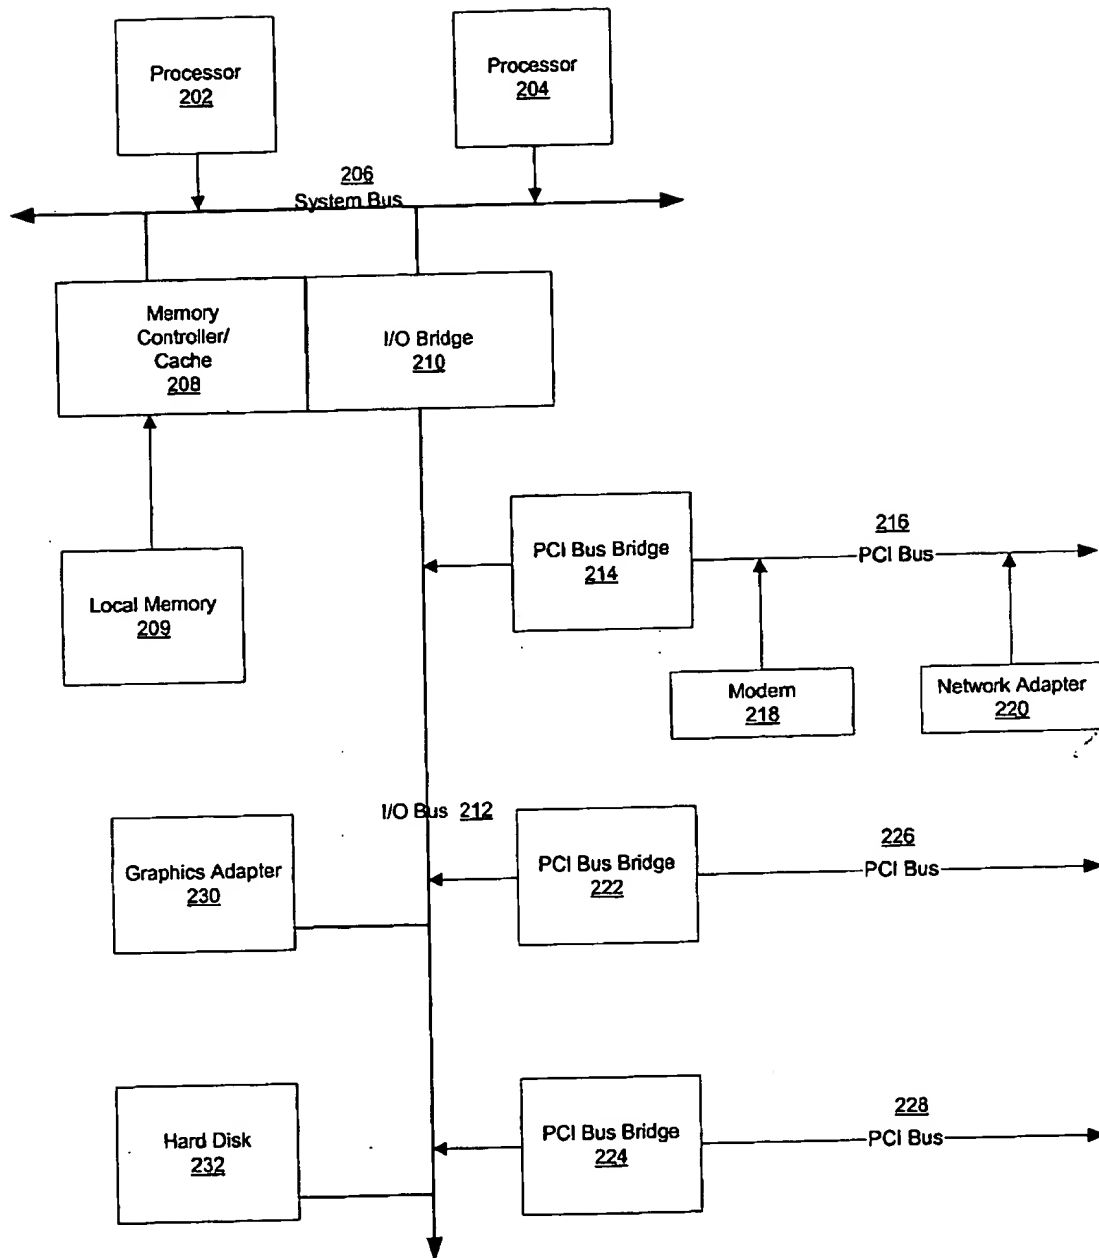 Processor
202
Processor
204
206
System Bus
Memory
Controller/
Cache
208
I/O Bridge
210
PCI Bus Bridge
214
216
PCI Bus
Local Memory
209
Modem
218
Network Adapter
220
I/O Bus 212
Graphics Adapter
230
PCI Bus Bridge
222
226
PCI Bus
Hard Disk
232
PCI Bus Bridge
224
228
PCI Bus